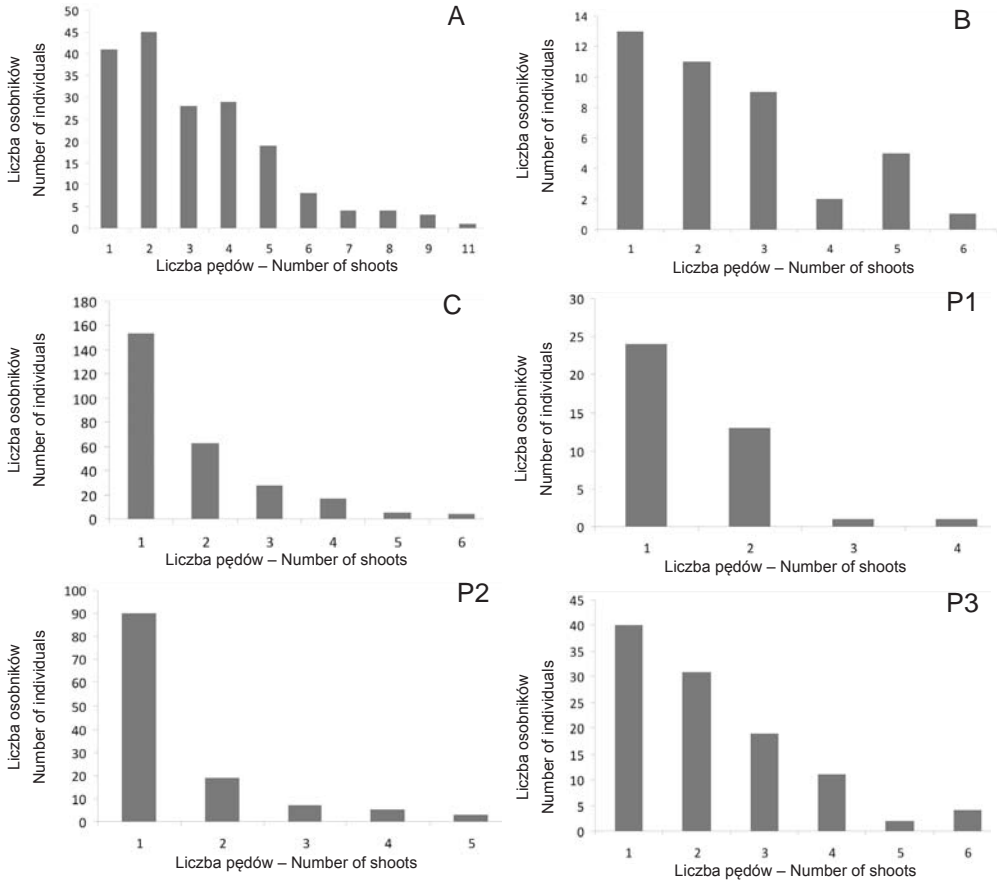 A
Liczba osobników
Number of individuals
50
45
40
35
30
25
20
15
10
5
0
1 2 3 4 5 6 7 8 9 11
Liczba pędów – Number of shoots
B
Liczba osobników
Number of individuals
14
12
10
8
6
4
2
0
1 2 3 4 5 6
Liczba pędów – Number of shoots
C
Liczba osobników
Number of individuals
180
160
140
120
100
80
60
40
20
0
1 2 3 4 5 6
Liczba pędów – Number of shoots
P1
Liczba osobników
Number of individuals
30
25
20
15
10
5
0
1 2 3 4
Liczba pędów – Number of shoots
P2
Liczba osobników
Number of individuals
100
90
80
70
60
50
40
30
20
10
0
1 2 3 4 5
Liczba pędów – Number of shoots
P3
Liczba osobników
Number of individuals
45
40
35
30
25
20
15
10
5
0
1 2 3 4 5 6
Liczba pędów – Number of shoots